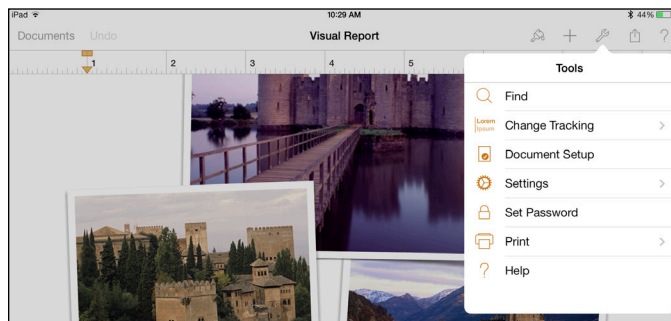 iPad 10:29 AM 44%
Documents Undo Visual Report ?
1 2 3 4 5
Tools
Find
Lorem
Ipsum
Change Tracking
Document Setup
Settings
Set Password
Print
? Help